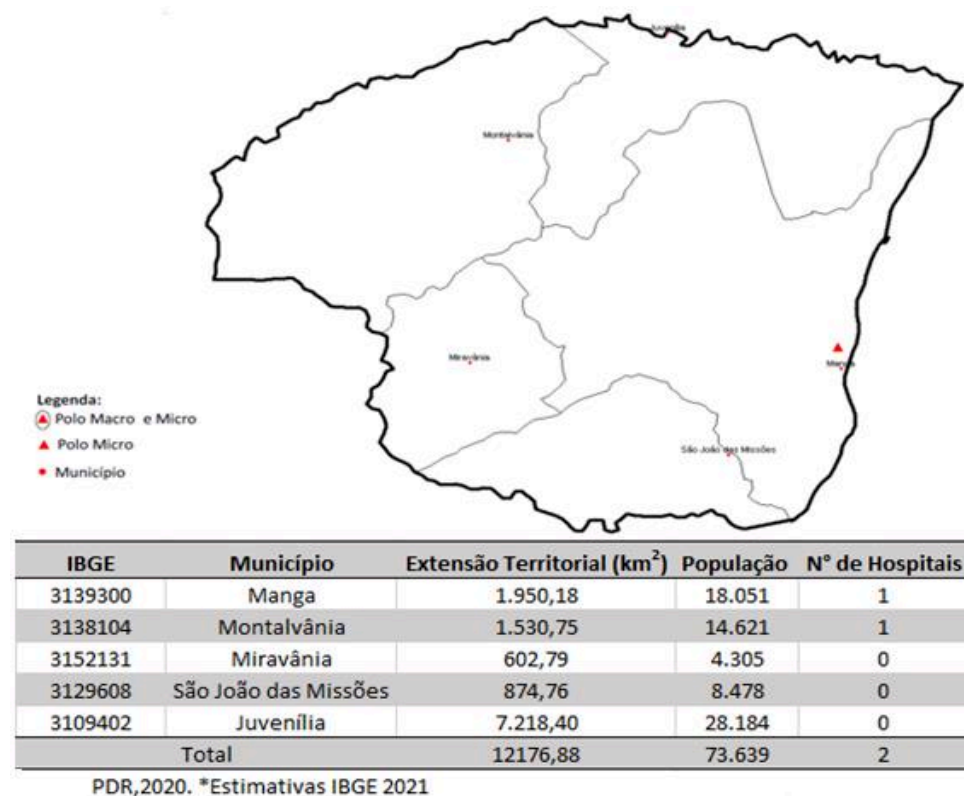 Juvenília
Montalvânia
Miravânia
Manga
São João das Missões
Legenda:
Polo Macro e Micro
Polo Micro
Município
IBGE Município Extensão Territorial (km²) População N° de Hospitais
3139300 Manga 1.950,18 18.051 1
3138104 Montalvânia 1.530,75 14.621 1
3152131 Miravânia 602,79 4.305 0
3129608 São João das Missões 874,76 8.478 0
3109402 Juvenília 7.218,40 28.184 0
Total 12176,88 73.639 2
PDR,2020. *Estimativas IBGE 2021